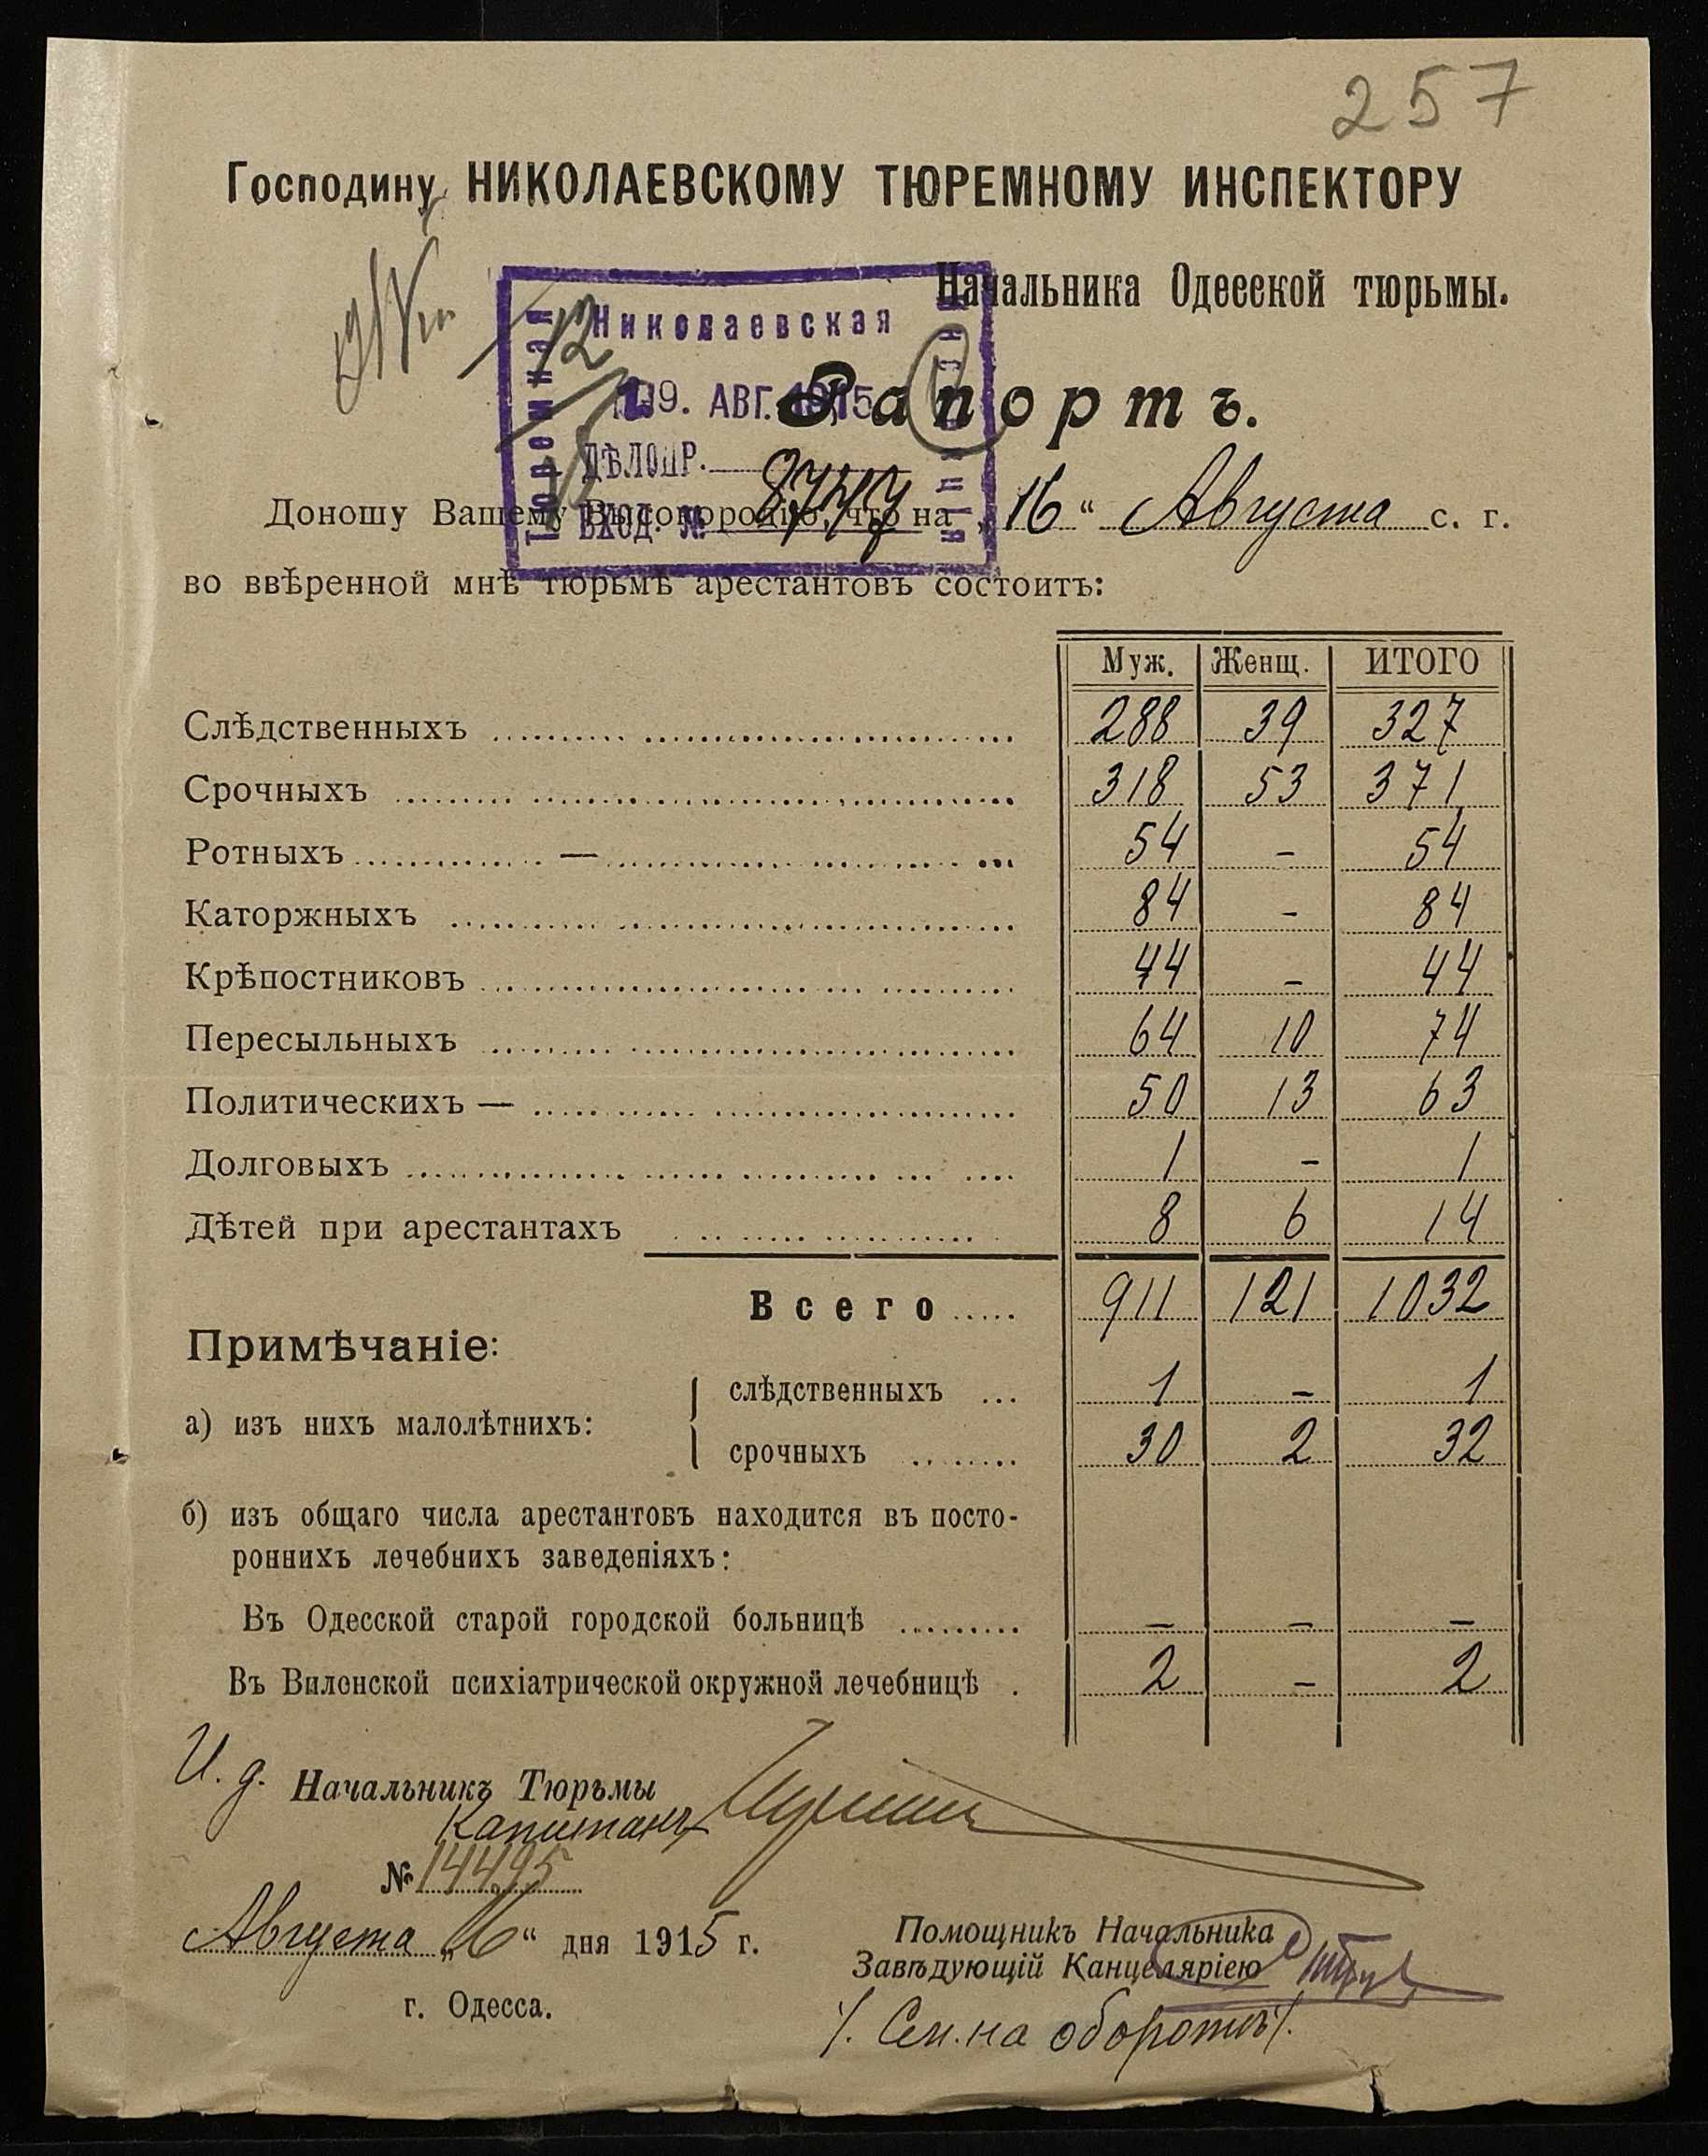 257
Господину НИКОЛАЕВСКОМУ ТЮРЕМНОМУ ИНСПЕКТОРУ
Начальника Одесской тюрьмы.
Николаевская
Тюремная
Инспекція
АВГ. 1915
ДѢЛОПР.
ВХОД. № 8747
Рапортъ.
Доношу Вашему Высокородію, что на „16“ Августа с. г.
во ввѣренной мнѣ тюрьмѣ арестантовъ состоитъ:
Муж. Женщ. ИТОГО
Слѣдственныхъ 288 39 327
Срочныхъ 318 53 371
Ротныхъ — 54 - 54
Каторжныхъ 84 - 84
Крѣпостниковъ 44 - 44
Пересыльныхъ 64 10 74
Политическихъ — 50 13 63
Долговыхъ 1 - 1
Дѣтей при арестантахъ 8 6 14
Всего 911 121 1032
Примѣчаніе:
а) изъ нихъ малолѣтнихъ:
слѣдственныхъ 1 - 1
срочныхъ 30 2 32
б) изъ общаго числа арестантовъ находится въ посто-
роннихъ лечебнихъ заведеніяхъ:
Въ Одесской старой городской больницѣ - - -
Въ Виленской психіатрической окружной лечебницѣ 2 - 2
И. д. Начальникъ Тюрьмы
Капитанъ
№ 14495
Августа „16“ дня 1915 г.
г. Одесса.
Помощникъ Начальника
Завѣдующій Канцеляріею
/. См. на оборотѣ /.